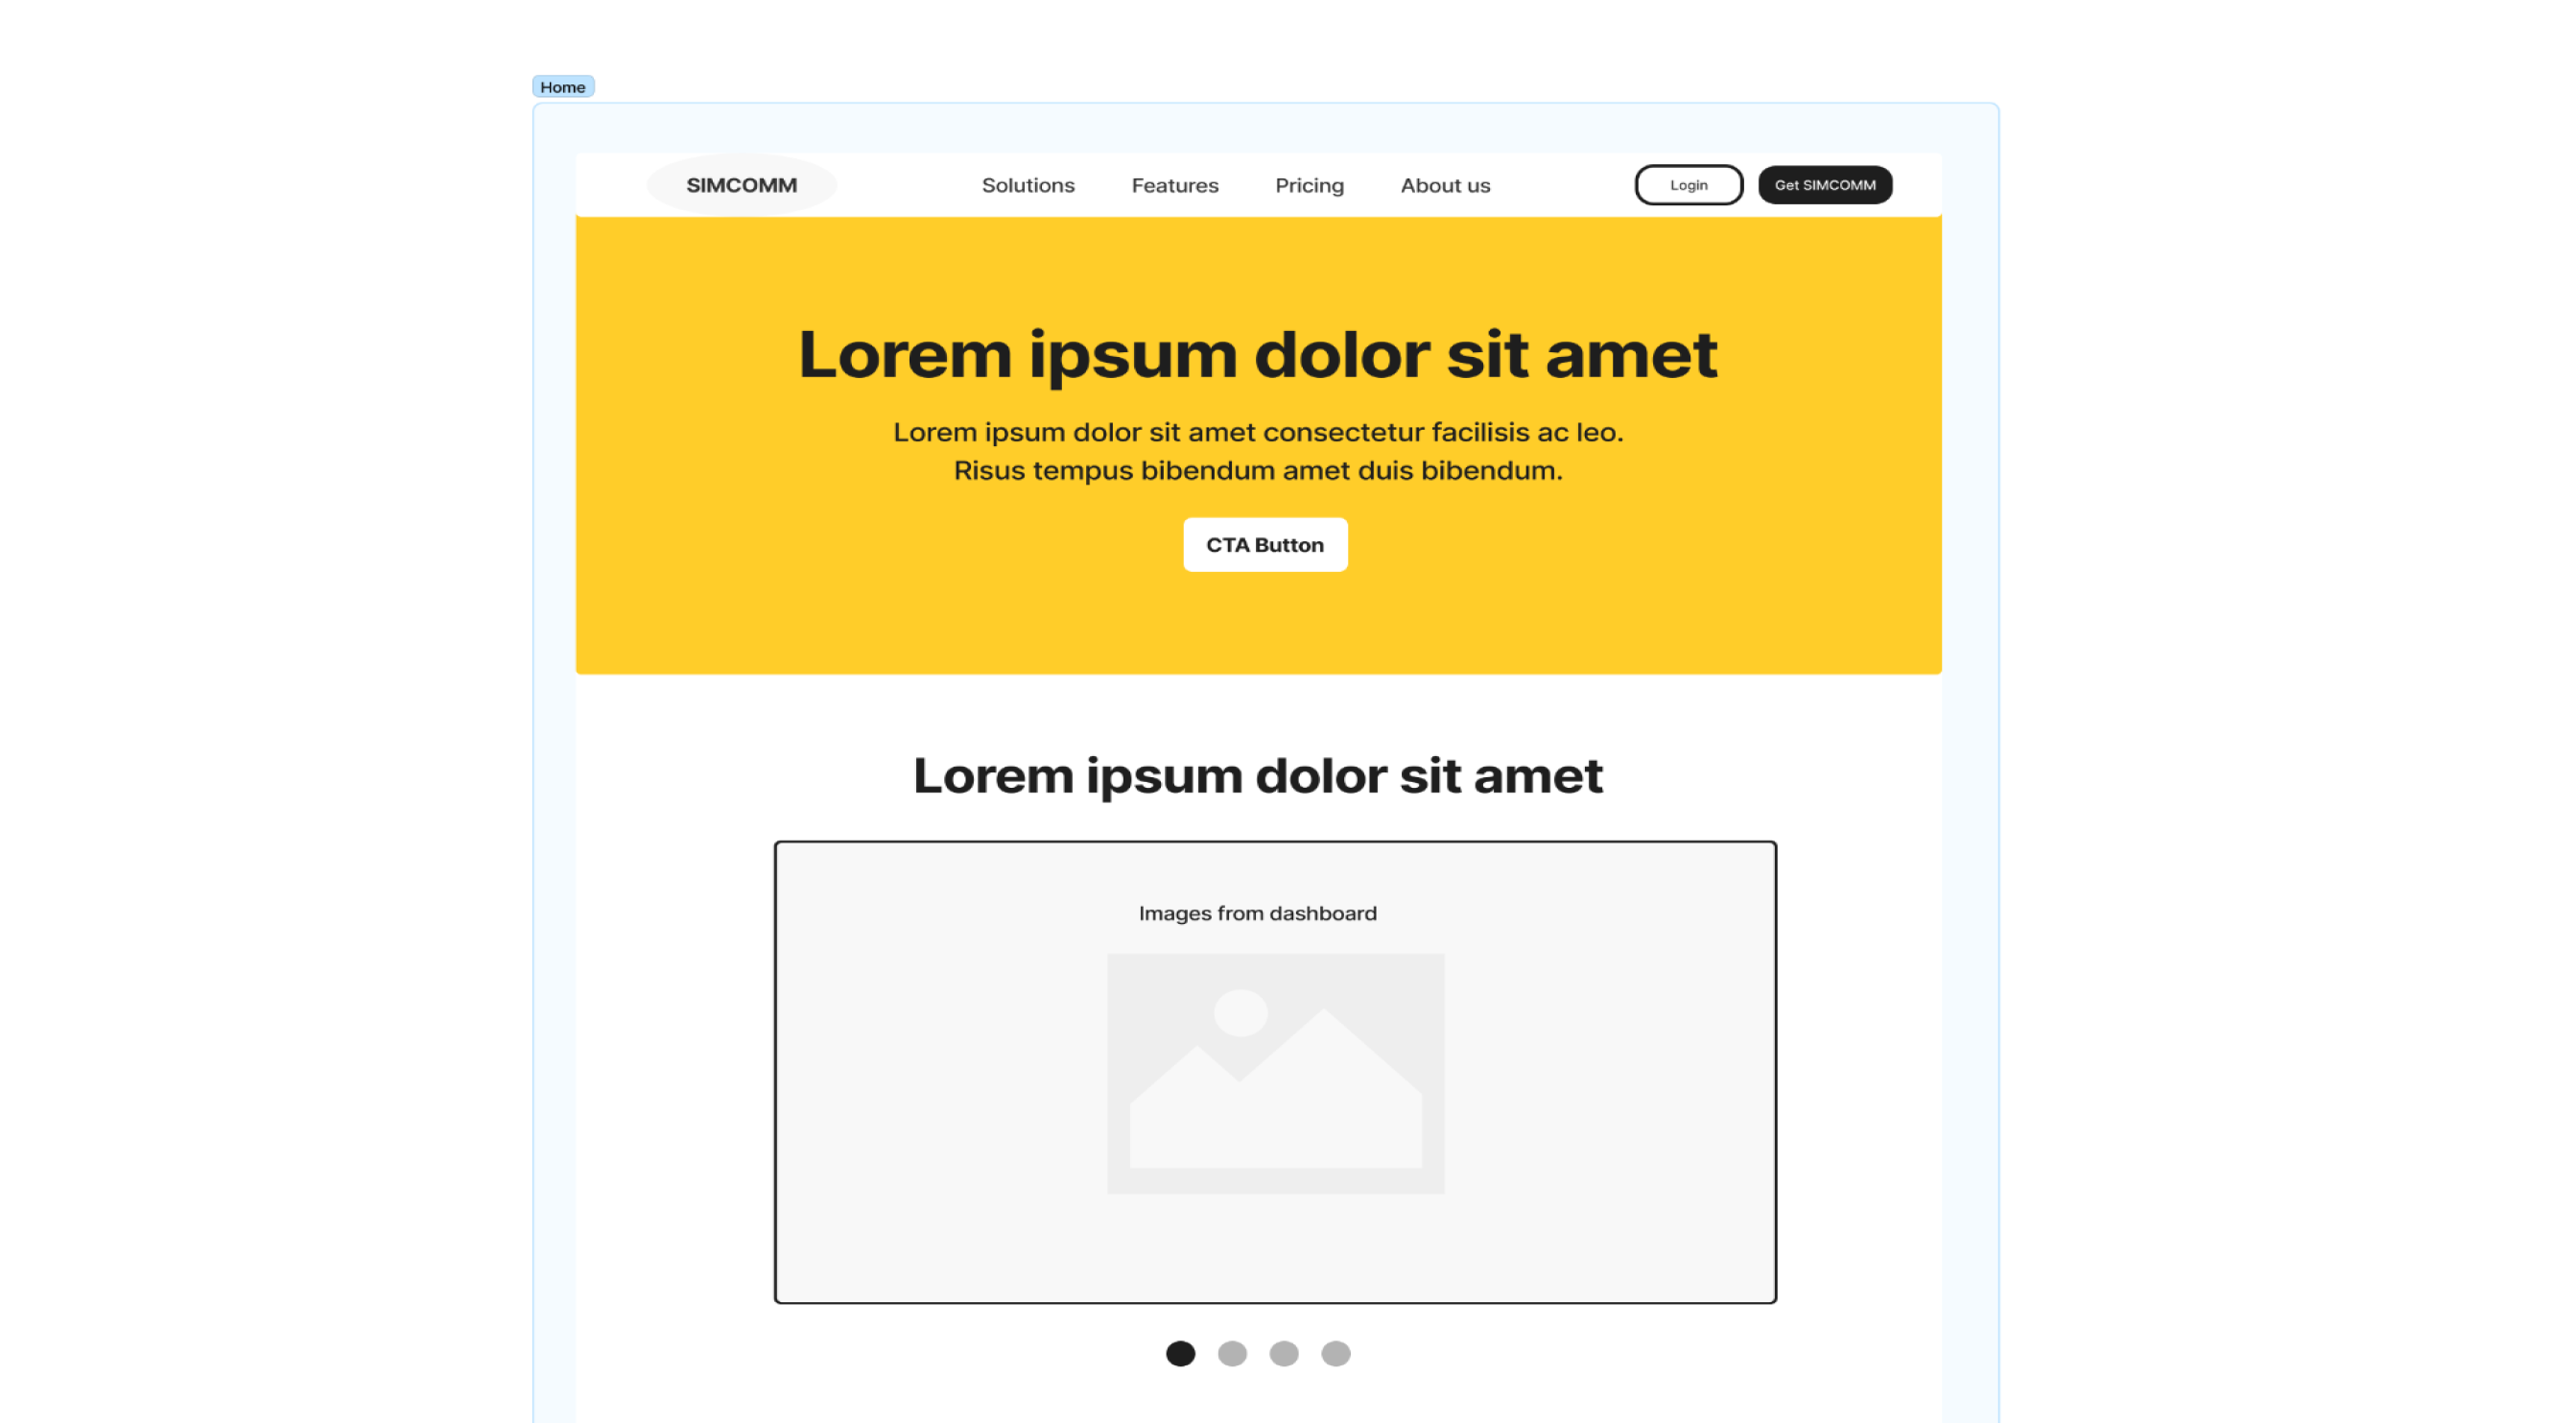 Home
SIMCOMM
Solutions
Features
Pricing
About us
Login
Get SIMCOMM
Lorem ipsum dolor sit amet
Lorem ipsum dolor sit amet consectetur facilisis ac leo.
Risus tempus bibendum amet duis bibendum.
CTA Button
Lorem ipsum dolor sit amet
Images from dashboard